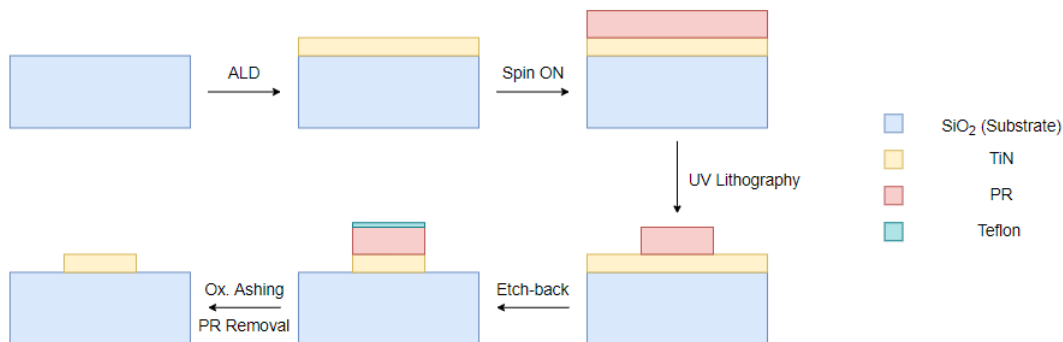 ALD
Spin ON
SiO₂ (Substrate)
TiN
PR
Teflon
UV Lithography
Etch-back
Ox. Ashing
PR Removal